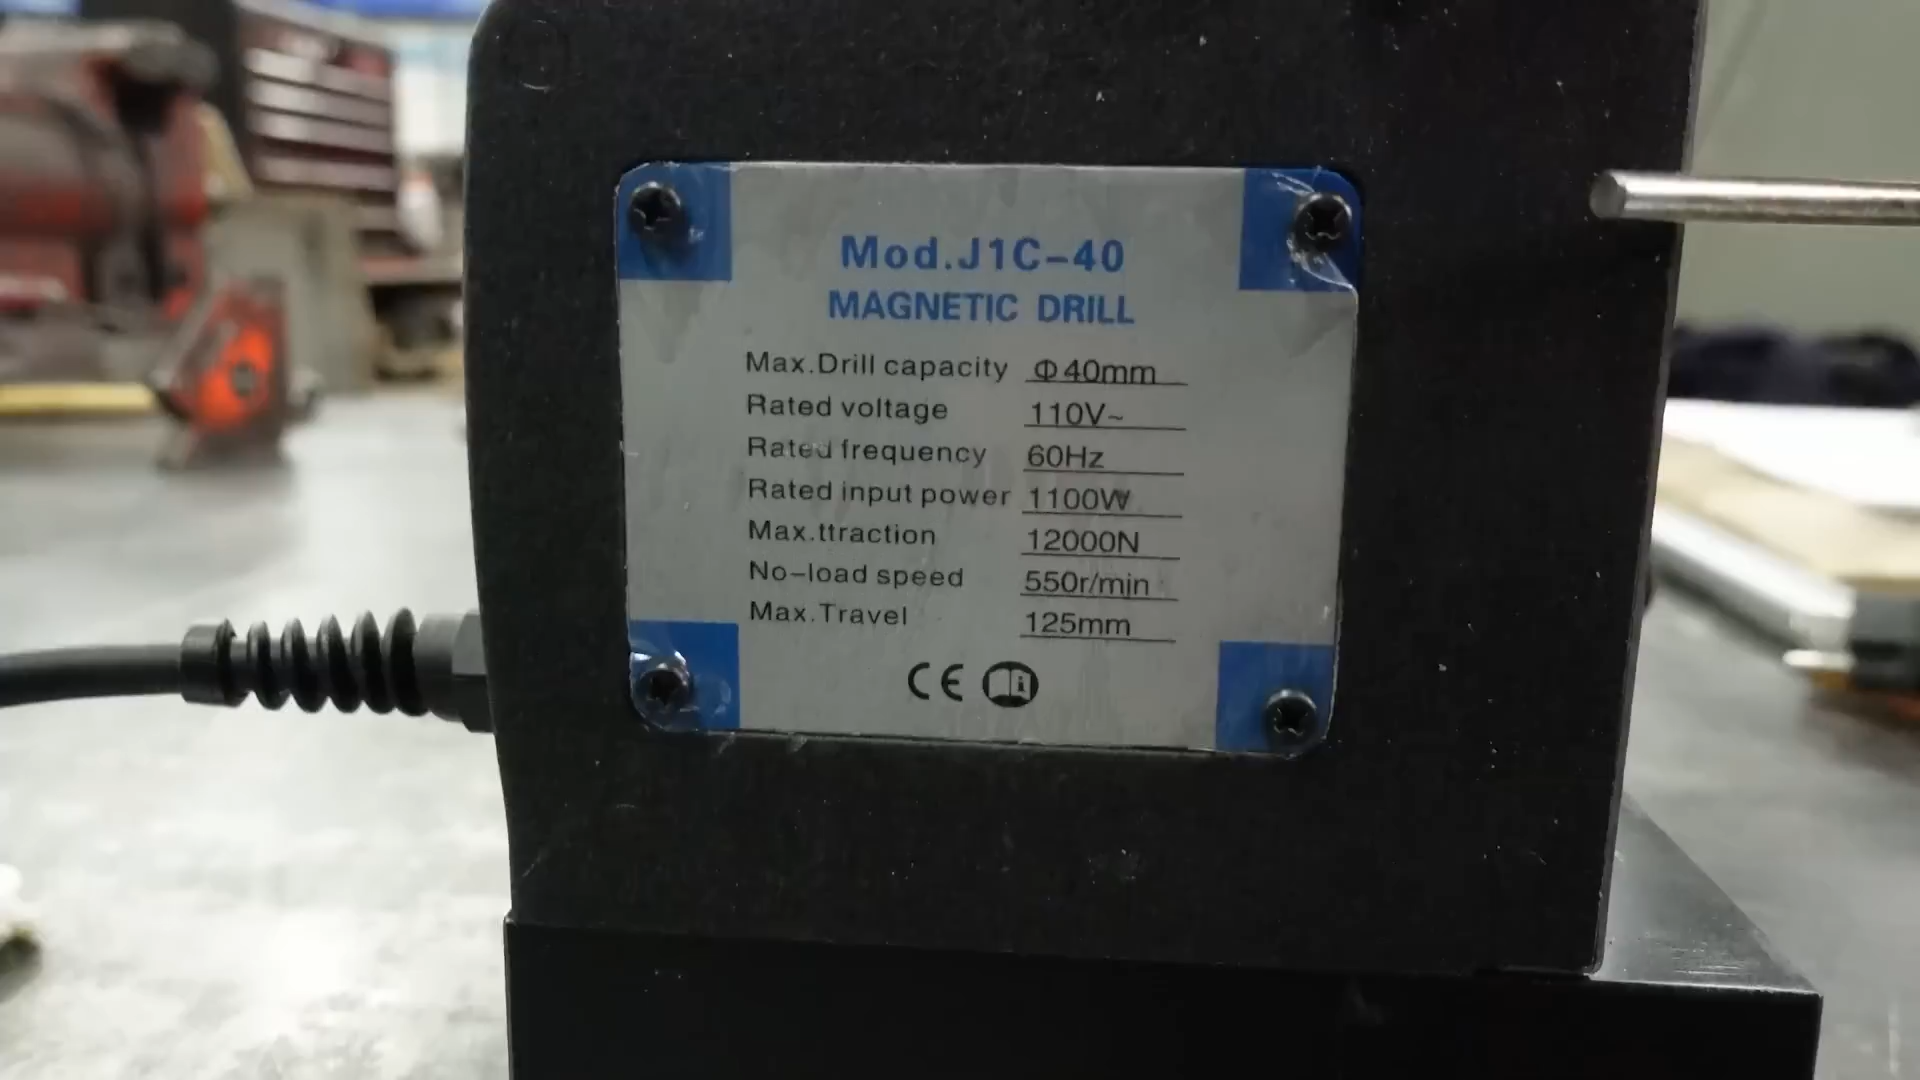 Mod.J1C-40
MAGNETIC DRILL
Max.Drill capacity Φ40mm
Rated voltage 110V~
Rated frequency 60Hz
Rated input power 1100W
Max.ttraction 12000N
No-load speed 550r/min
Max.Travel 125mm
CE i